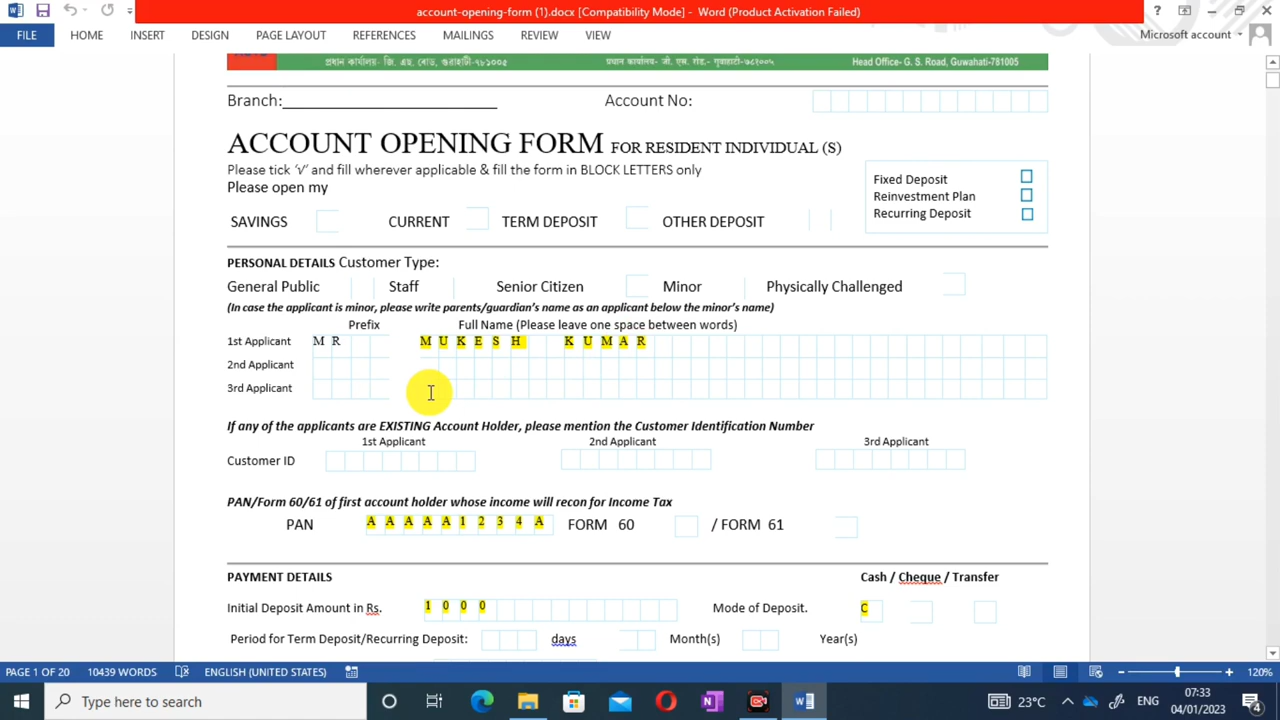 account-opening-form (1).docx [Compatibility Mode] - Word (Product Activation Failed)
FILE HOME INSERT DESIGN PAGE LAYOUT REFERENCES MAILINGS REVIEW VIEW Microsoft account
প্ৰধান কাৰ্যালয়- জি. এছ. ৰোড, গুৱাহাটী-৭৮১০০৫ प्रधान कार्यालय- जी. एस. रोड,- गुवाहाटी-७८१००५ Head Office- G. S. Road, Guwahati-781005
Branch: Account No:
ACCOUNT OPENING FORM FOR RESIDENT INDIVIDUAL (S)
Please tick '√' and fill wherever applicable & fill the form in BLOCK LETTERS only
Please open my
Fixed Deposit
Reinvestment Plan
Recurring Deposit
SAVINGS CURRENT TERM DEPOSIT OTHER DEPOSIT
PERSONAL DETAILS Customer Type:
General Public Staff Senior Citizen Minor Physically Challenged
(In case the applicant is minor, please write parents/guardian's name as an applicant below the minor's name)
Prefix Full Name (Please leave one space between words)
1st Applicant M R M U K E S H K U M A R
2nd Applicant
3rd Applicant
If any of the applicants are EXISTING Account Holder, please mention the Customer Identification Number
1st Applicant 2nd Applicant 3rd Applicant
Customer ID
PAN/Form 60/61 of first account holder whose income will recon for Income Tax
PAN A A A A A 1 2 3 4 A FORM 60 / FORM 61
PAYMENT DETAILS Cash / Cheque / Transfer
Initial Deposit Amount in Rs. 1 0 0 0 Mode of Deposit. C
Period for Term Deposit/Recurring Deposit: days Month(s) Year(s)
PAGE 1 OF 20 10439 WORDS ENGLISH (UNITED STATES) 120%
Type here to search 23°C ENG 07:33
04/01/2023 4